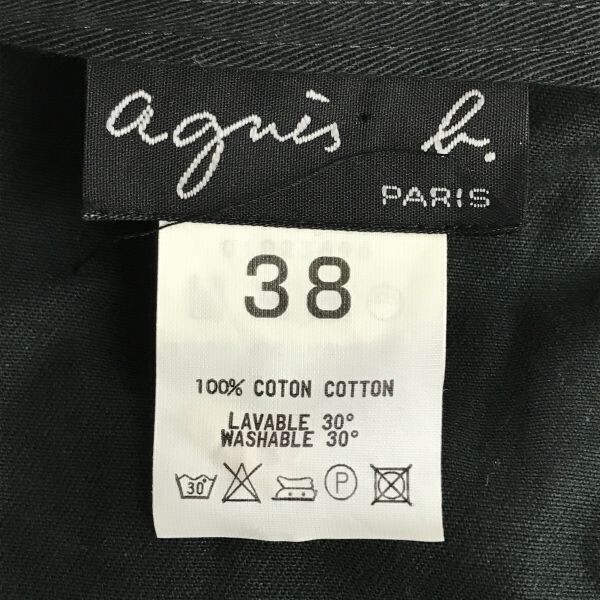 agnès b.
PARIS
38
100% COTON COTTON
LAVABLE 30°
WASHABLE 30°
30° P